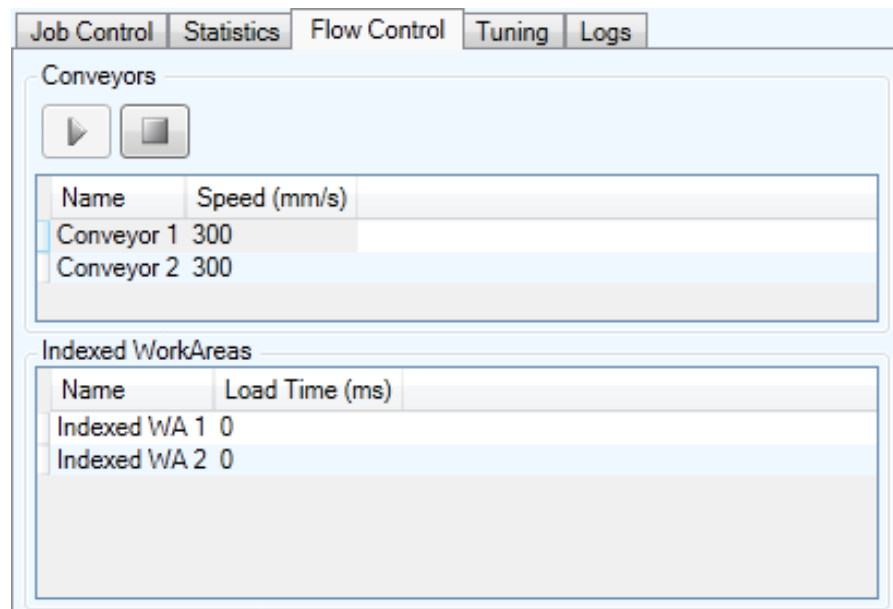 Job Control Statistics Flow Control Tuning Logs
Conveyors
Name Speed (mm/s)
Conveyor 1 300
Conveyor 2 300
Indexed WorkAreas
Name Load Time (ms)
Indexed WA 1 0
Indexed WA 2 0